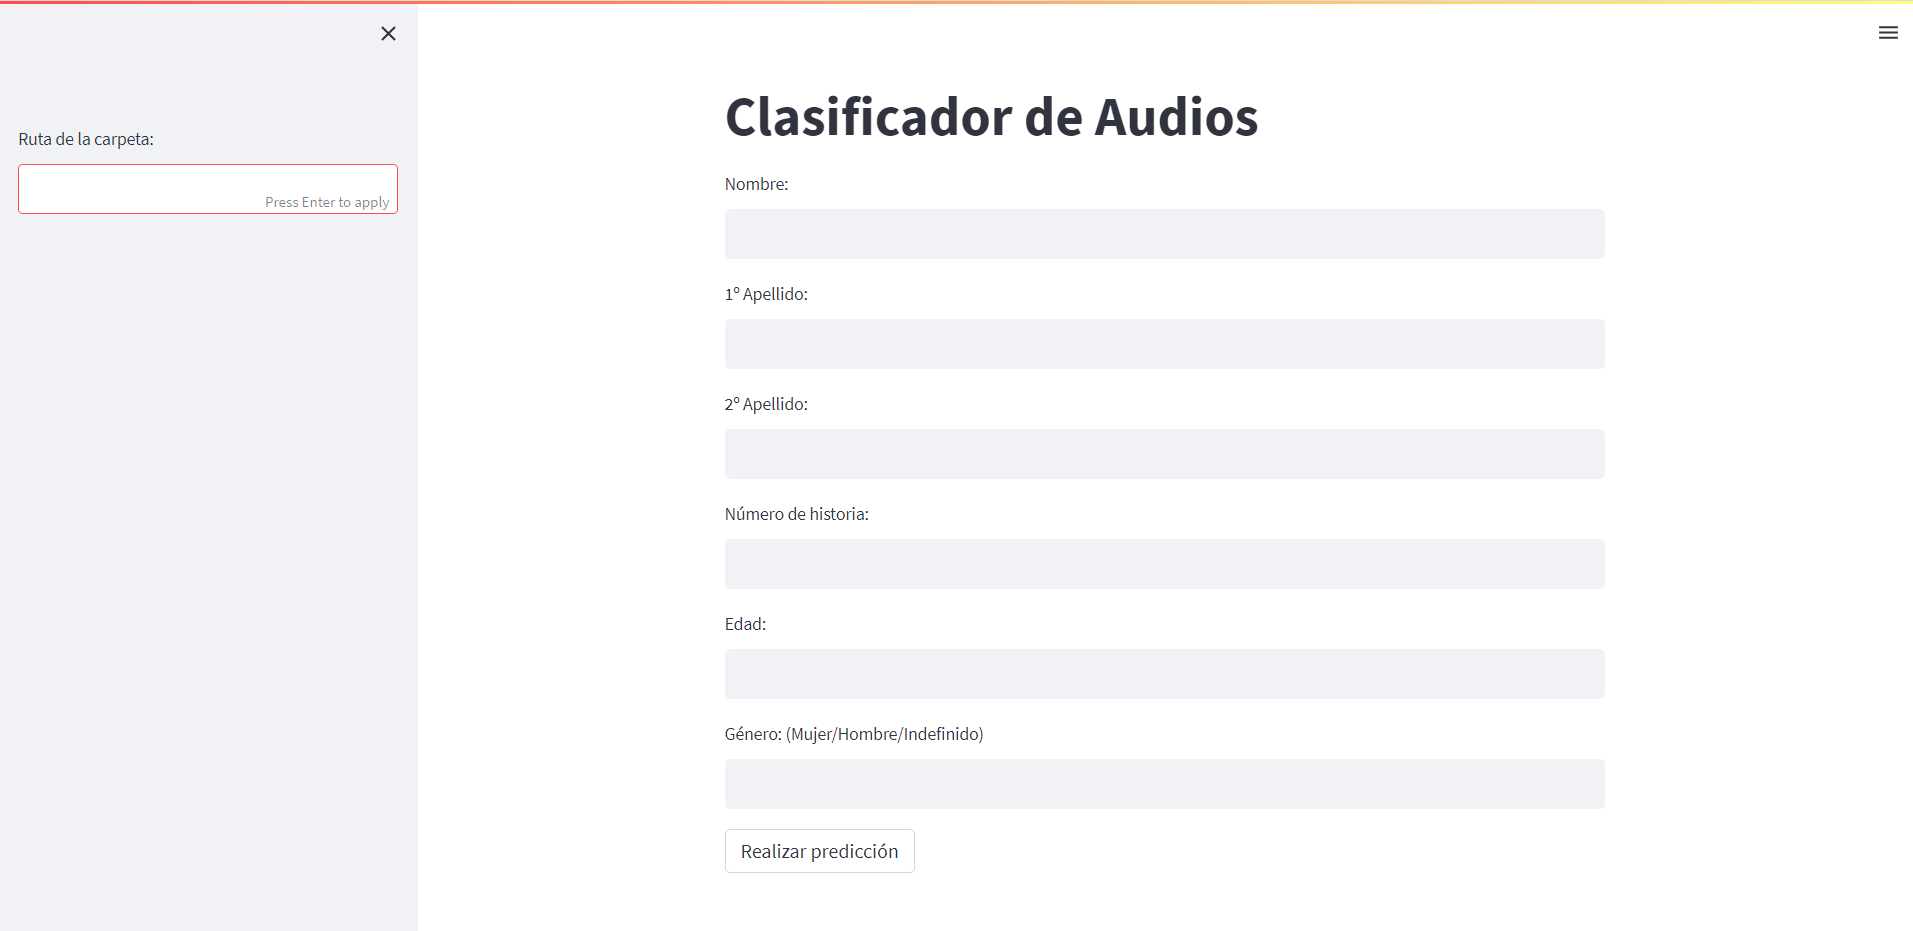 Ruta de la carpeta:
Press Enter to apply
Clasificador de Audios
Nombre:
1º Apellido:
2º Apellido:
Número de historia:
Edad:
Género: (Mujer/Hombre/Indefinido)
Realizar predicción